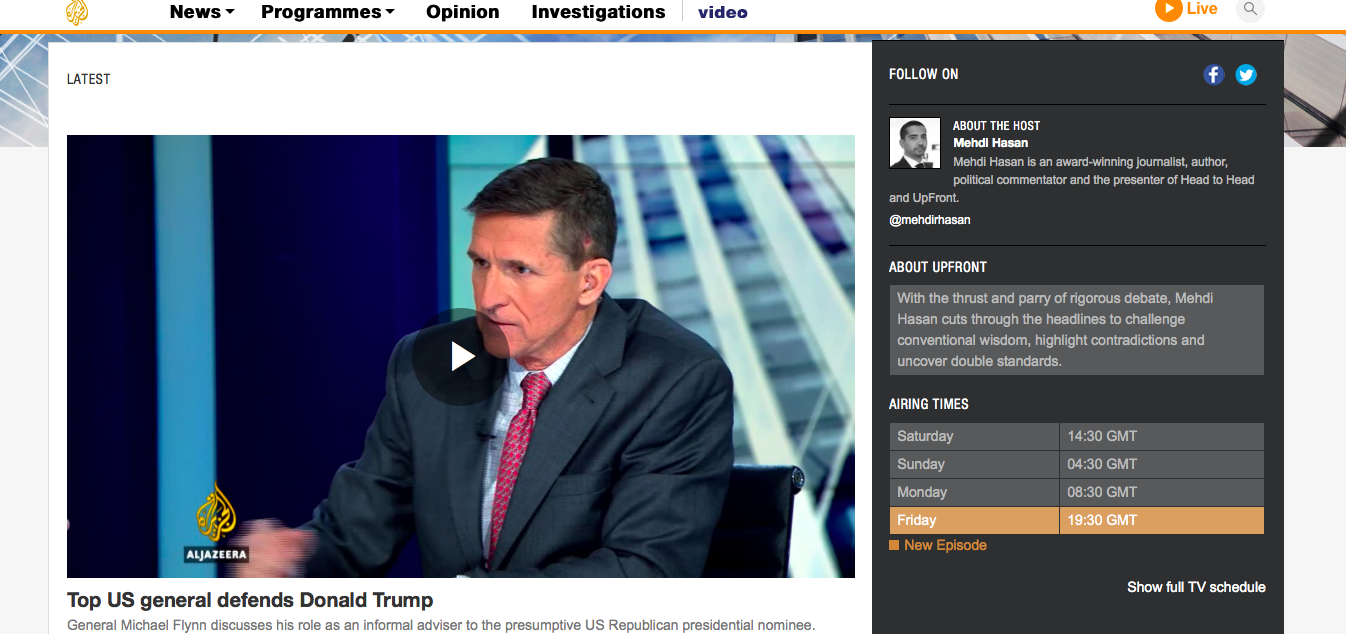 News Programmes Opinion Investigations video Live
LATEST
ALJAZEERA
Top US general defends Donald Trump
General Michael Flynn discusses his role as an informal adviser to the presumptive US Republican presidential nominee.
FOLLOW ON
ABOUT THE HOST
Mehdi Hasan
Mehdi Hasan is an award-winning journalist, author,
political commentator and the presenter of Head to Head
and UpFront.
@mehdirhasan
ABOUT UPFRONT
With the thrust and parry of rigorous debate, Mehdi
Hasan cuts through the headlines to challenge
conventional wisdom, highlight contradictions and
uncover double standards.
AIRING TIMES
Saturday 14:30 GMT
Sunday 04:30 GMT
Monday 08:30 GMT
Friday 19:30 GMT
New Episode
Show full TV schedule